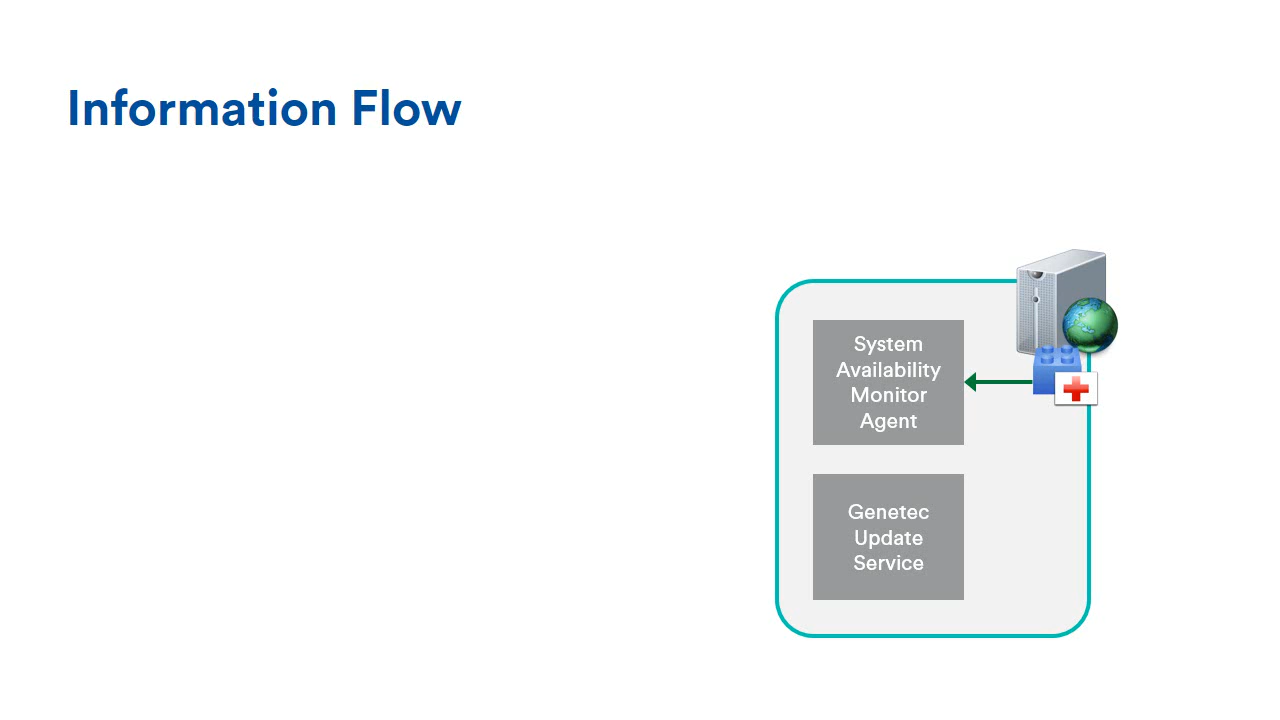 Information Flow
System
Availability
Monitor
Agent
Genetec
Update
Service